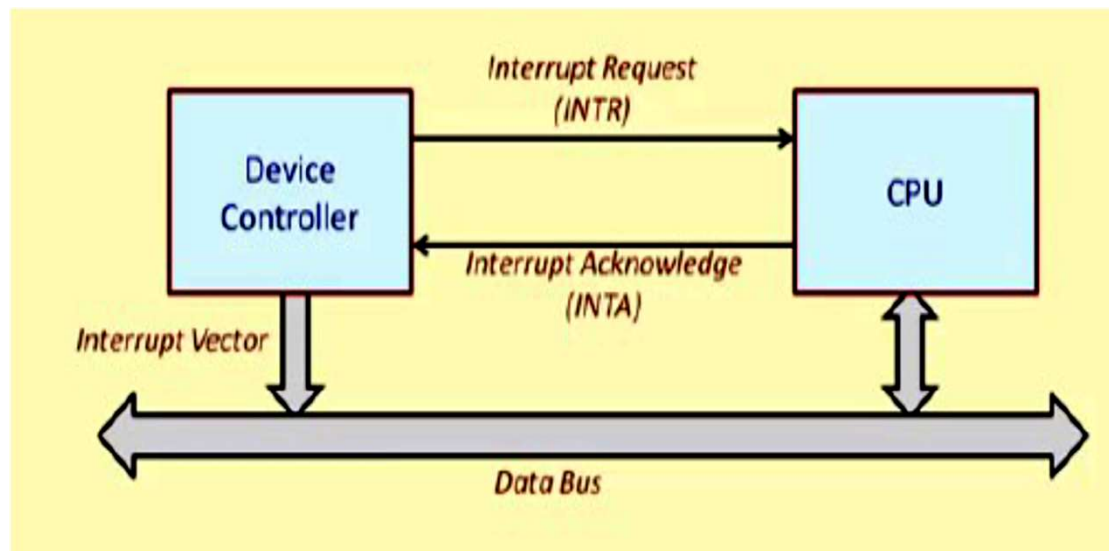 Interrupt Request
(INTR)
Device
Controller
CPU
Interrupt Acknowledge
(INTA)
Interrupt Vector
Data Bus